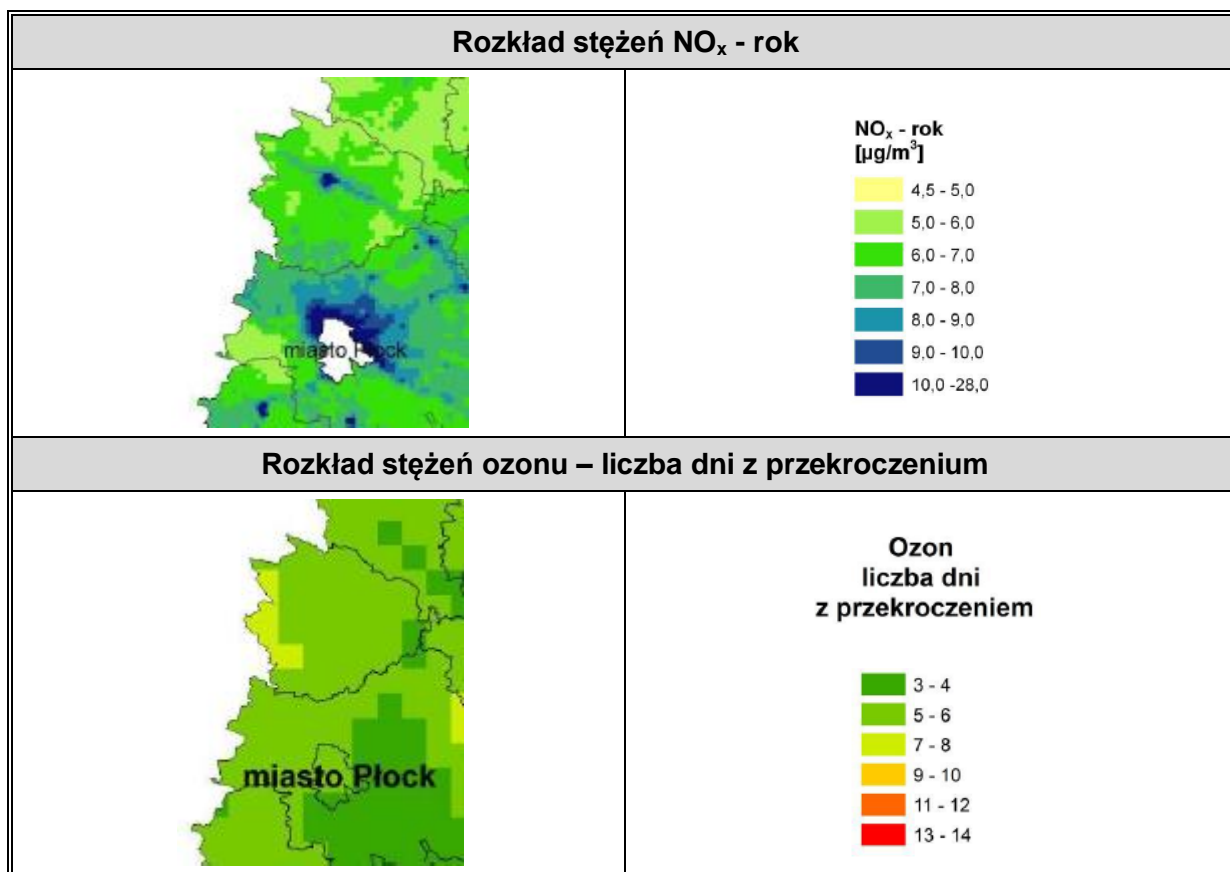 Rozkład stężeń NOₓ - rok
miasto Płock
NOₓ - rok
[µg/m³]
4,5 - 5,0
5,0 - 6,0
6,0 - 7,0
7,0 - 8,0
8,0 - 9,0
9,0 - 10,0
10,0 -28,0
Rozkład stężeń ozonu – liczba dni z przekroczenium
miasto Płock
Ozon
liczba dni
z przekroczeniem
3 - 4
5 - 6
7 - 8
9 - 10
11 - 12
13 - 14